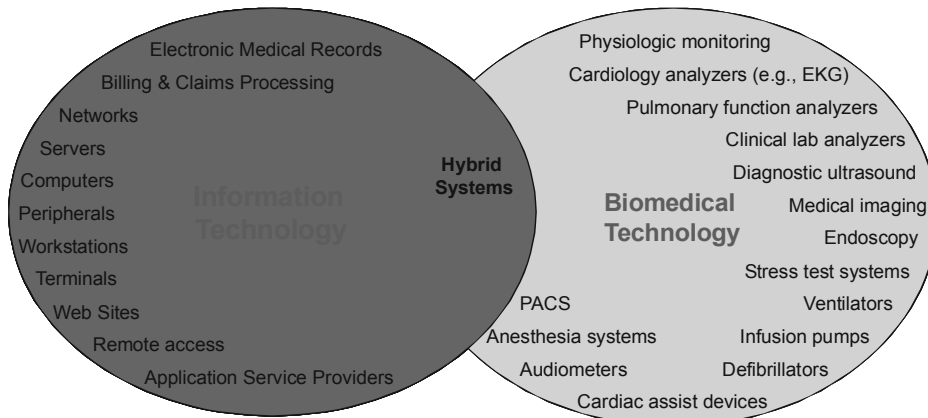 Electronic Medical Records
Billing & Claims Processing
Networks
Servers
Computers
Peripherals
Workstations
Terminals
Web Sites
Remote access
Application Service Providers
Information
Technology
Hybrid
Systems
Biomedical
Technology
Physiologic monitoring
Cardiology analyzers (e.g., EKG)
Pulmonary function analyzers
Clinical lab analyzers
Diagnostic ultrasound
Medical imaging
Endoscopy
Stress test systems
Ventilators
Infusion pumps
Defibrillators
PACS
Anesthesia systems
Audiometers
Cardiac assist devices